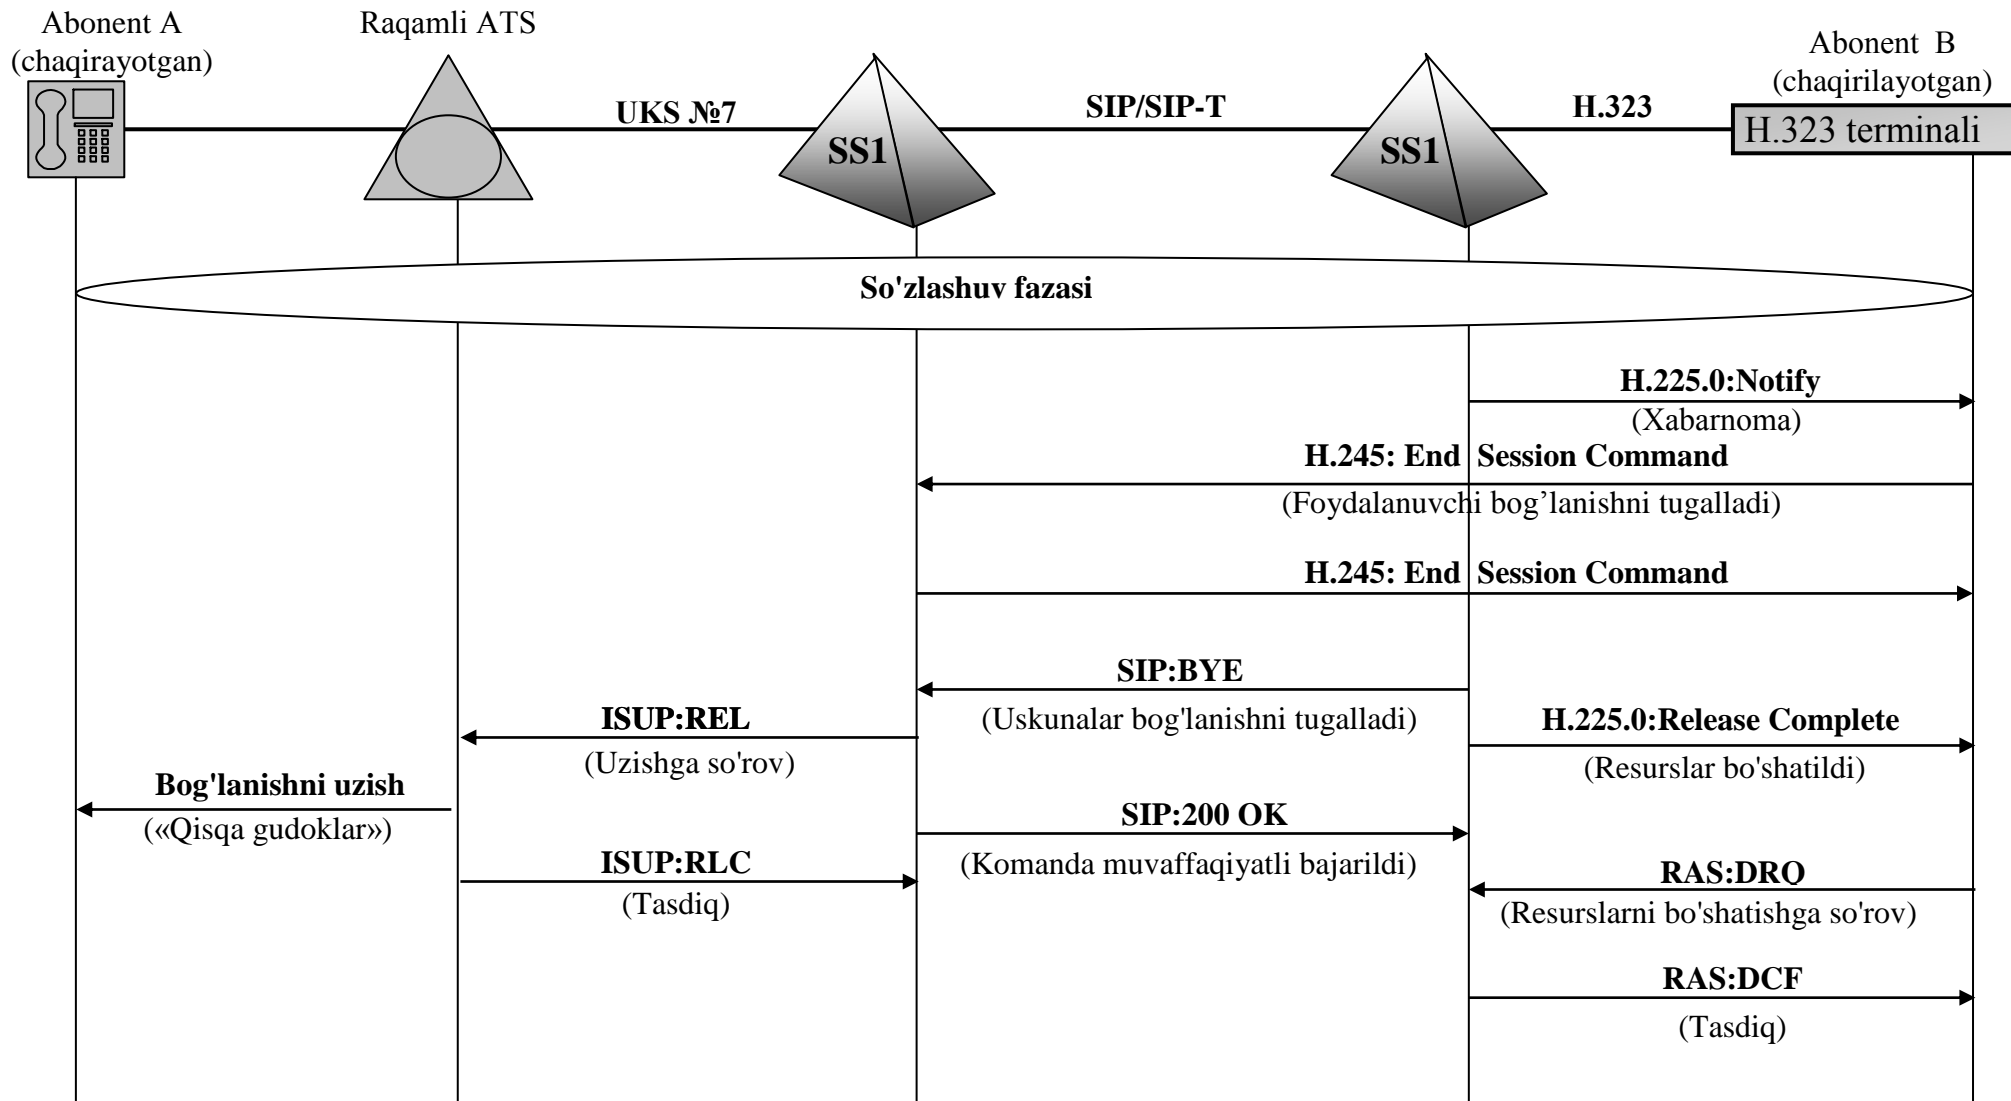 Abonent A
(chaqirayotgan)
Raqamli ATS
Abonent B
(chaqirilayotgan)
UKS №7
SIP/SIP-T
H.323
SS1
SS1
H.323 terminali
So'zlashuv fazasi
H.225.0:Notify
(Xabarnoma)
H.245: End Session Command
(Foydalanuvchi bog’lanishni tugalladi)
H.245: End Session Command
SIP:BYE
(Uskunalar bog'lanishni tugalladi)
ISUP:REL
(Uzishga so'rov)
H.225.0:Release Complete
(Resurslar bo'shatildi)
Bog'lanishni uzish
(«Qisqa gudoklar»)
SIP:200 OK
(Komanda muvaffaqiyatli bajarildi)
ISUP:RLC
(Tasdiq)
RAS:DRQ
(Resurslarni bo'shatishga so'rov)
RAS:DCF
(Tasdiq)